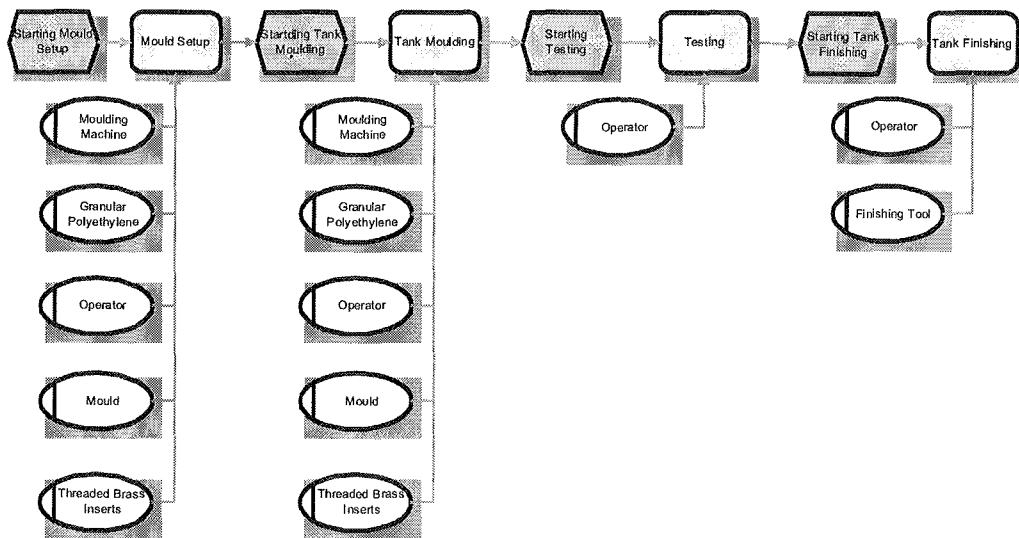 Starting Mould
Setup
Mould Setup
Startding Tank
Moulding
Tank Moulding
Starting
Testing
Testing
Starting Tank
Finishing
Tank Finishing
Moulding
Machine
Moulding
Machine
Operator
Operator
Granular
Polyethylene
Granular
Polyethylene
Finishing Tool
Operator
Operator
Mould
Mould
Threaded Brass
Inserts
Threaded Brass
Inserts